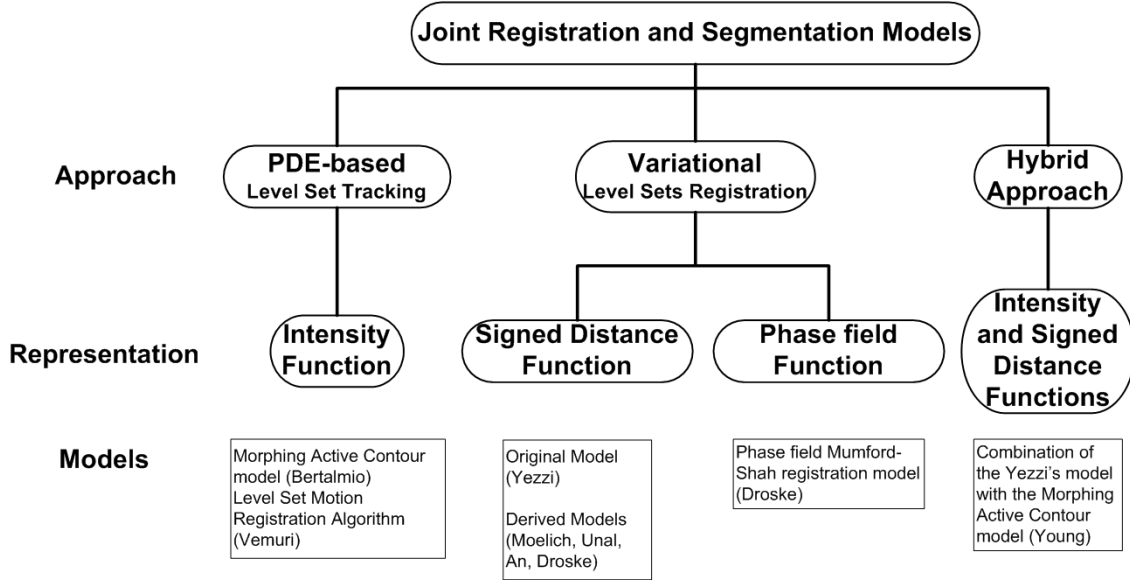 Joint Registration and Segmentation Models
Approach
PDE-based
Level Set Tracking
Variational
Level Sets Registration
Hybrid
Approach
Representation
Intensity
Function
Signed Distance
Function
Phase field
Function
Intensity
and Signed
Distance
Functions
Models
Morphing Active Contour
model (Bertalmio)
Level Set Motion
Registration Algorithm
(Vemuri)
Original Model
(Yezzi)
Derived Models
(Moelich, Unal,
An, Droske)
Phase field Mumford-
Shah registration model
(Droske)
Combination of
the Yezzi's model
with the Morphing
Active Contour
model (Young)